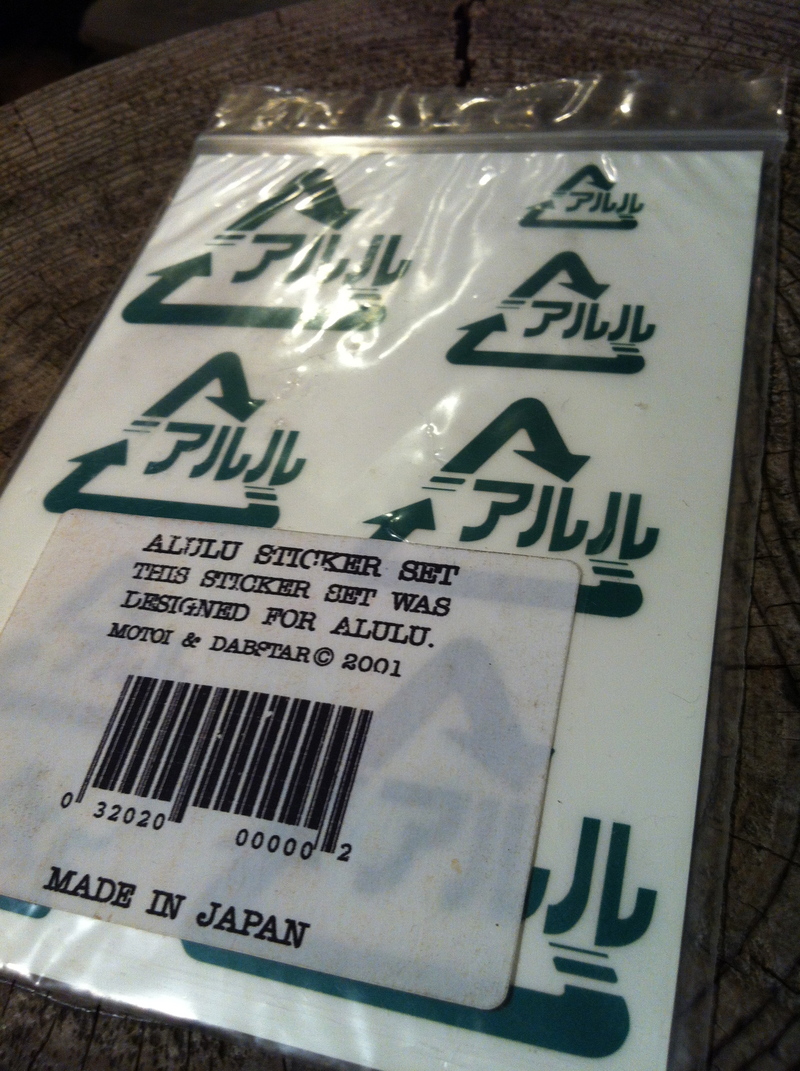 アルル
アルル
アルル
アルル
アルル
ALULU STICKER SET
THIS STICKER SET WAS
DESIGNED FOR ALULU.
MOTOI & DABSTAR © 2001
アルル
0 32020 00000 2
MADE IN JAPAN